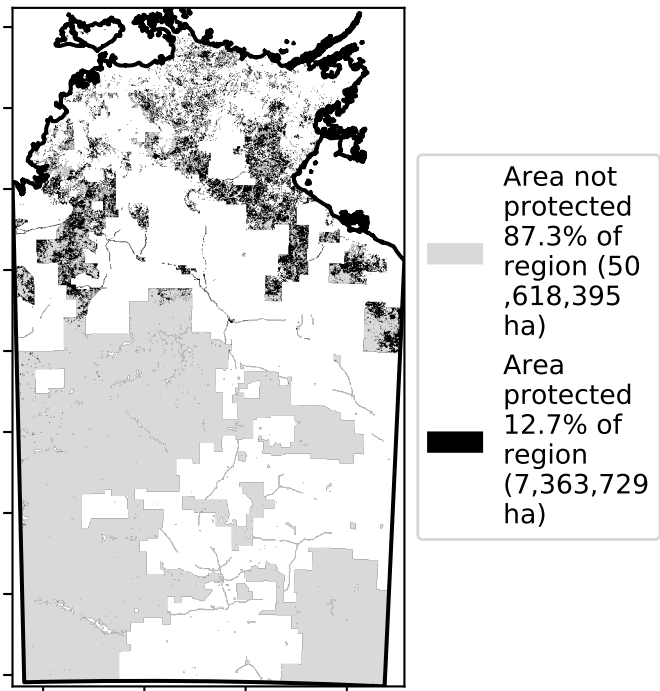 Area not
protected
87.3% of
region (50
,618,395
ha)
Area
protected
12.7% of
region
(7,363,729
ha)